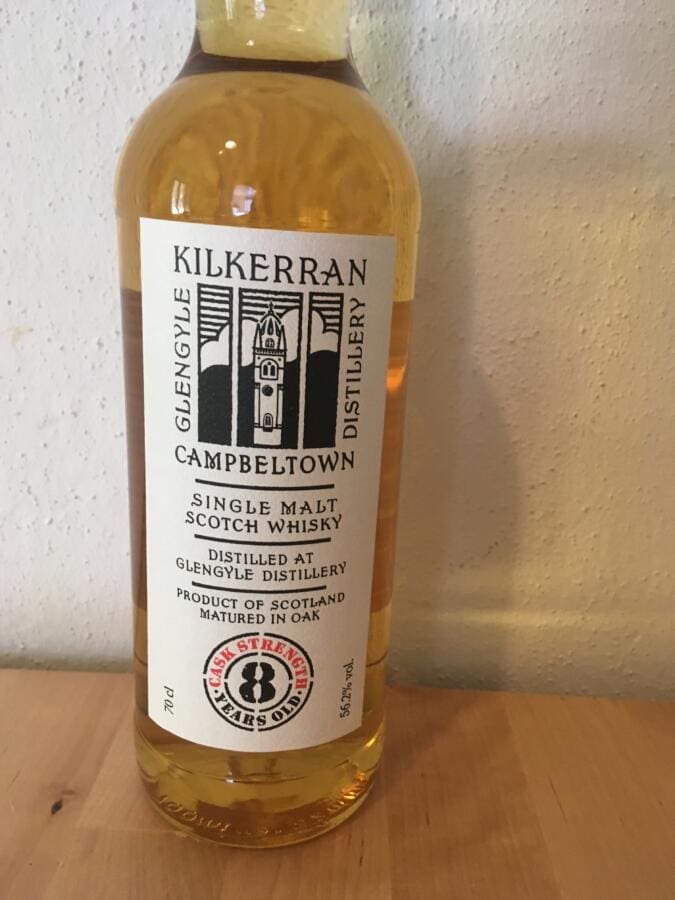 KILKERRAN
GLENGYLE
DISTILLERY
CAMPBELTOWN
SINGLE MALT
SCOTCH WHISKY
DISTILLED AT
GLENGYLE DISTILLERY
PRODUCT OF SCOTLAND
MATURED IN OAK
CASK STRENGTH
8
YEARS OLD
70 cl
56.2% vol.